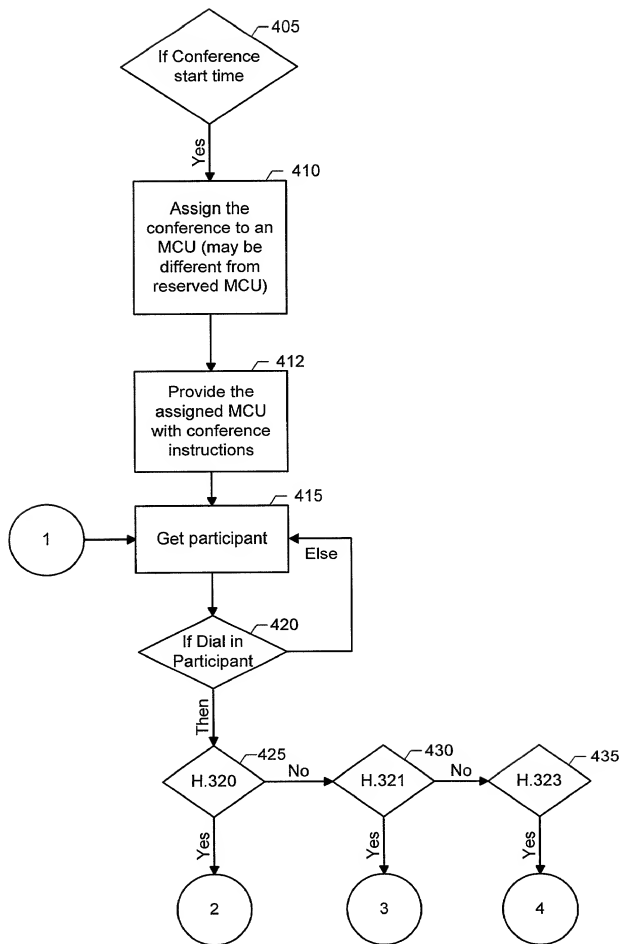 405
If Conference
start time
Yes
410
Assign the
conference to an
MCU (may be
different from
reserved MCU)
412
Provide the
assigned MCU
with conference
instructions
415
1
Get participant
Else
420
If Dial in
Participant
Then
425
430
435
H.320
No
H.321
No
H.323
Yes
Yes
Yes
2
3
4